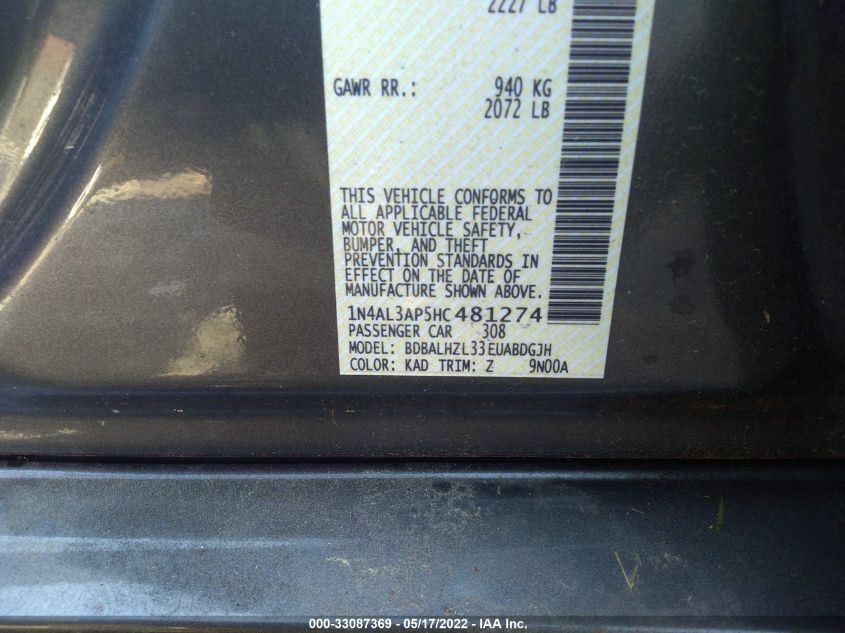 2227 LB
GAWR RR.: 940 KG
2072 LB
THIS VEHICLE CONFORMS TO
ALL APPLICABLE FEDERAL
MOTOR VEHICLE SAFETY,
BUMPER, AND THEFT
PREVENTION STANDARDS IN
EFFECT ON THE DATE OF
MANUFACTURE SHOWN ABOVE.
1N4AL3AP5HC481274
PASSENGER CAR 308
MODEL: BDBALHZL33EUABDGJH
COLOR: KAD TRIM: Z 9N00A
000-33087369 - 05/17/2022 - IAA Inc.